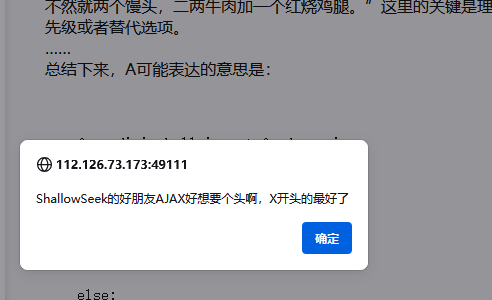 不然就两个馒头，二两牛肉加一个红烧鸡腿。”这里的关键是理
先级或者替代选项。
……
总结下来，A可能表达的意思是：
112.126.73.173:49111
ShallowSeek的好朋友AJAX好想要个头啊，X开头的最好了
确定
else: